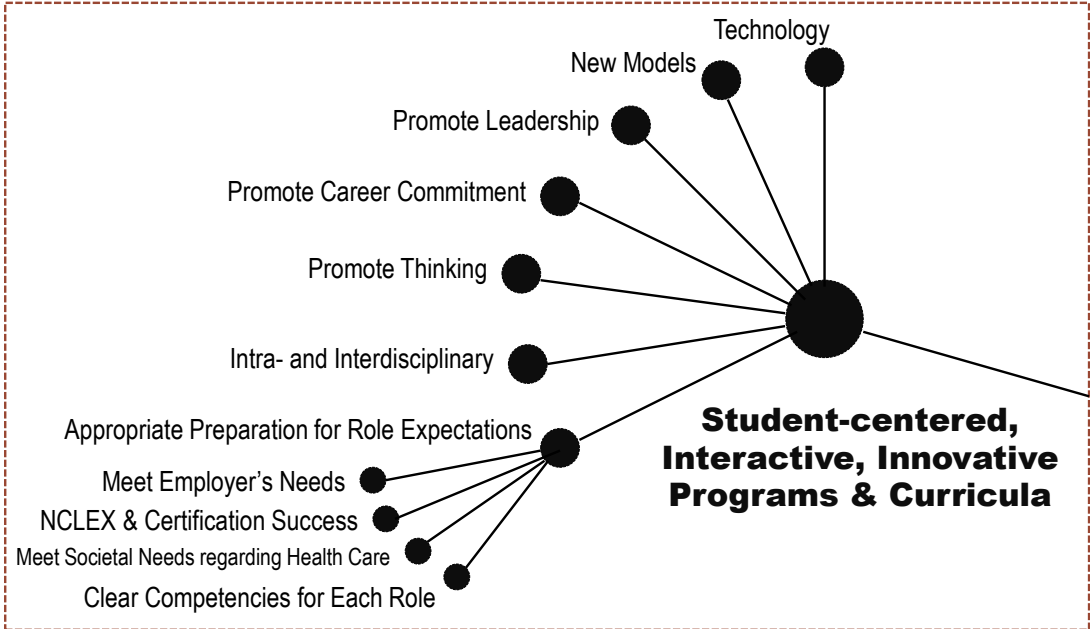 Technology
New Models
Promote Leadership
Promote Career Commitment
Promote Thinking
Intra- and Interdisciplinary
Appropriate Preparation for Role Expectations
Meet Employer's Needs
NCLEX & Certification Success
Meet Societal Needs regarding Health Care
Clear Competencies for Each Role
Student-centered,
Interactive, Innovative
Programs & Curricula